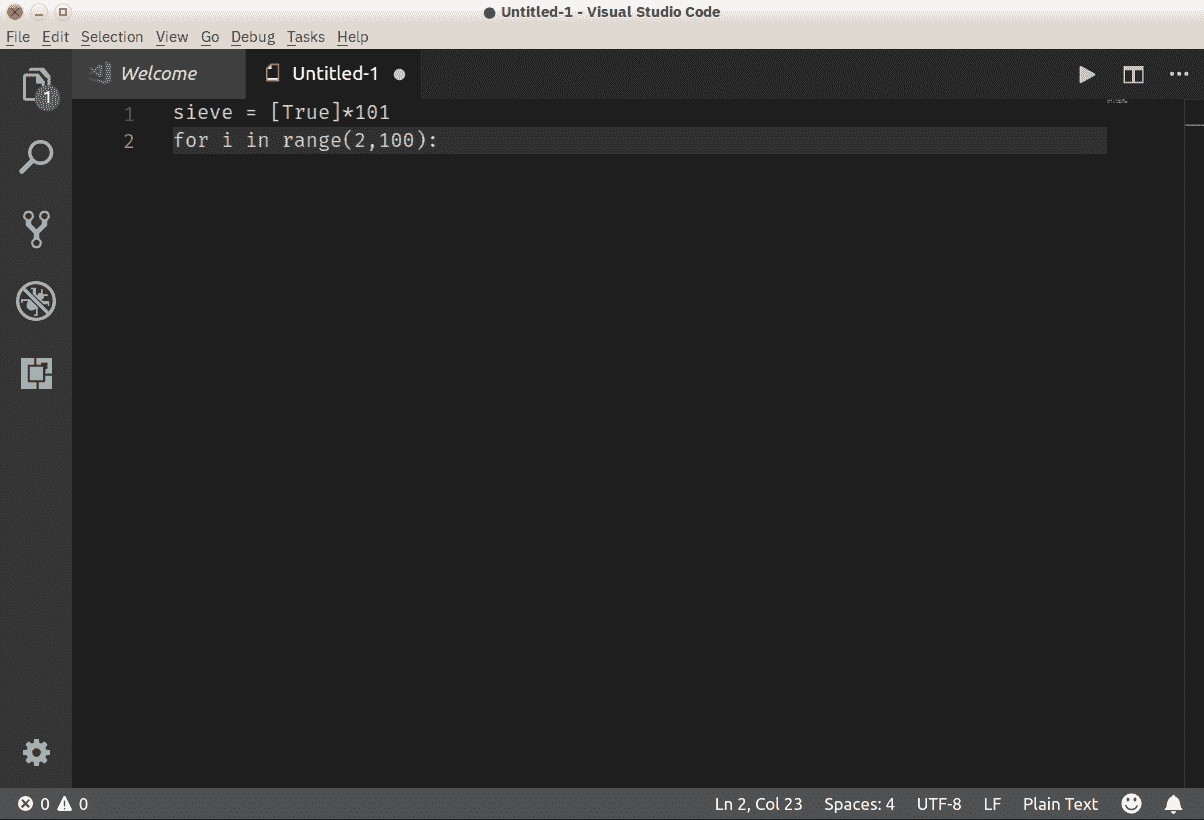 ● Untitled-1 - Visual Studio Code
File Edit Selection View Go Debug Tasks Help
1
Welcome Untitled-1 ●
1 sieve = [True]*101
2 for i in range(2,100):
0 0 Ln 2, Col 23 Spaces: 4 UTF-8 LF Plain Text